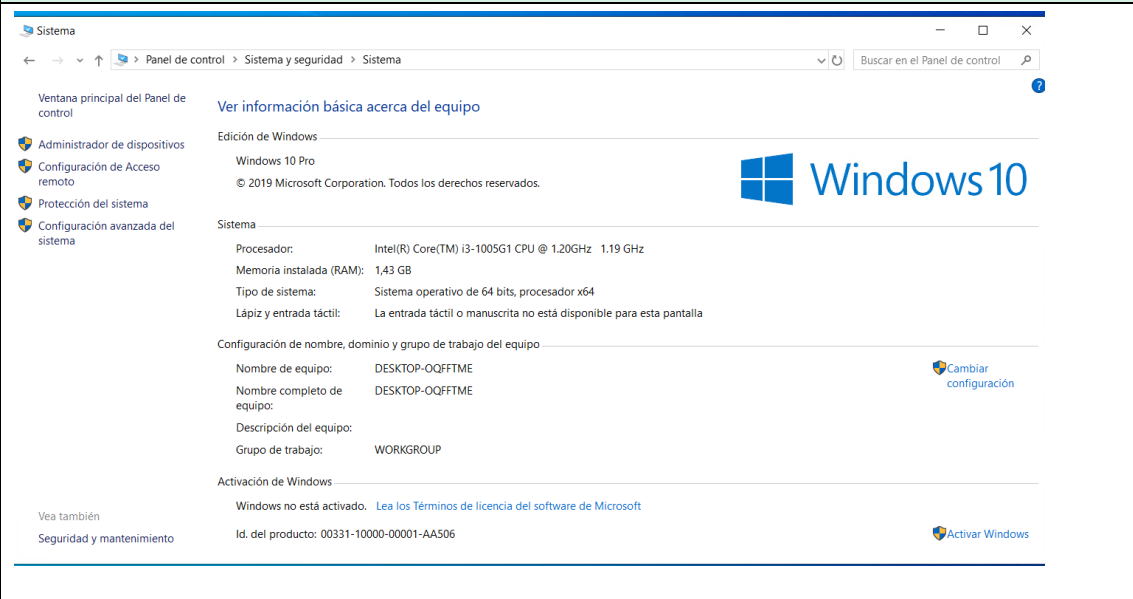 Sistema
Panel de control > Sistema y seguridad > Sistema
Buscar en el Panel de control
?
Ventana principal del Panel de
control
Administrador de dispositivos
Configuración de Acceso
remoto
Protección del sistema
Configuración avanzada del
sistema
Vea también
Seguridad y mantenimiento
Ver información básica acerca del equipo
Edición de Windows
Windows 10 Pro
© 2019 Microsoft Corporation. Todos los derechos reservados.
Windows 10
Sistema
Procesador: Intel(R) Core(TM) i3-1005G1 CPU @ 1.20GHz 1.19 GHz
Memoria instalada (RAM): 1,43 GB
Tipo de sistema: Sistema operativo de 64 bits, procesador x64
Lápiz y entrada táctil: La entrada táctil o manuscrita no está disponible para esta pantalla
Configuración de nombre, dominio y grupo de trabajo del equipo
Nombre de equipo: DESKTOP-OQFFTME
Cambiar
configuración
Nombre completo de
equipo: DESKTOP-OQFFTME
Descripción del equipo:
Grupo de trabajo: WORKGROUP
Activación de Windows
Windows no está activado. Lea los Términos de licencia del software de Microsoft
Id. del producto: 00331-10000-00001-AA506
Activar Windows